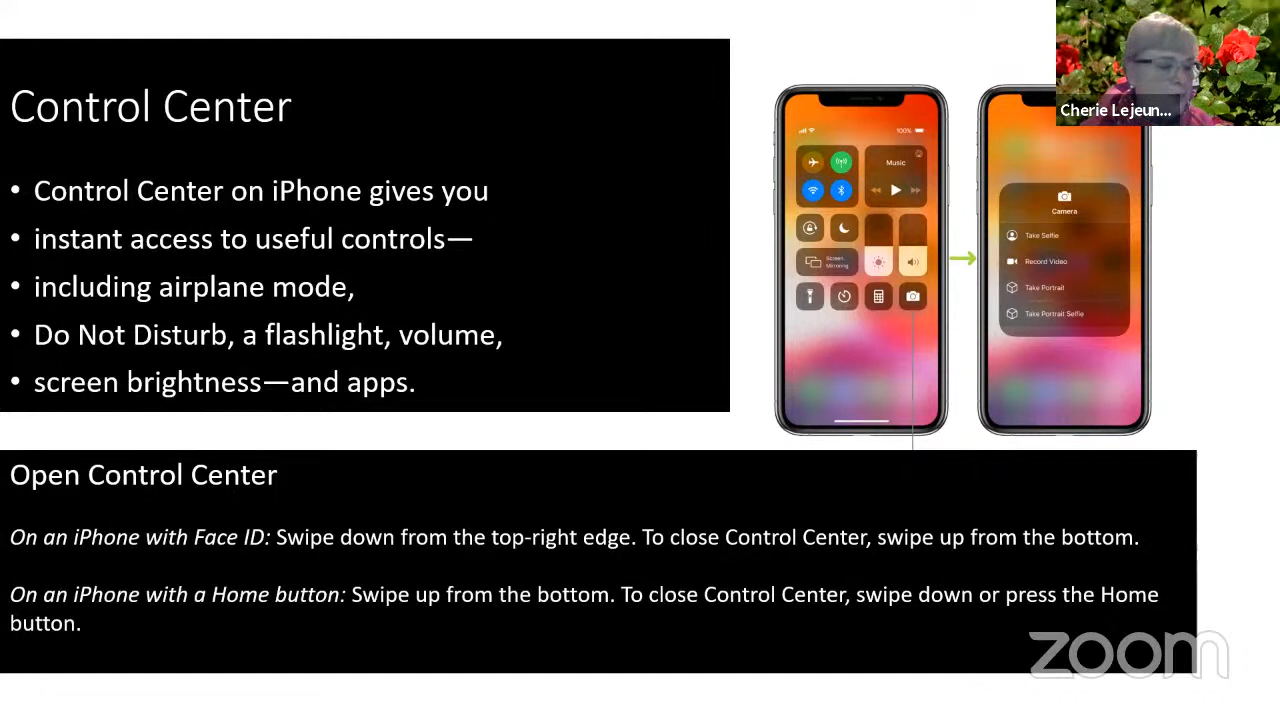 Control Center
• Control Center on iPhone gives you
• instant access to useful controls—
• including airplane mode,
• Do Not Disturb, a flashlight, volume,
• screen brightness—and apps.
100%
Music
Screen
Mirroring
Camera
Take Selfie
Record Video
Take Portrait
Take Portrait Selfie
Cherie Lejeun...
Open Control Center
On an iPhone with Face ID: Swipe down from the top-right edge. To close Control Center, swipe up from the bottom.
On an iPhone with a Home button: Swipe up from the bottom. To close Control Center, swipe down or press the Home
button.
zoom